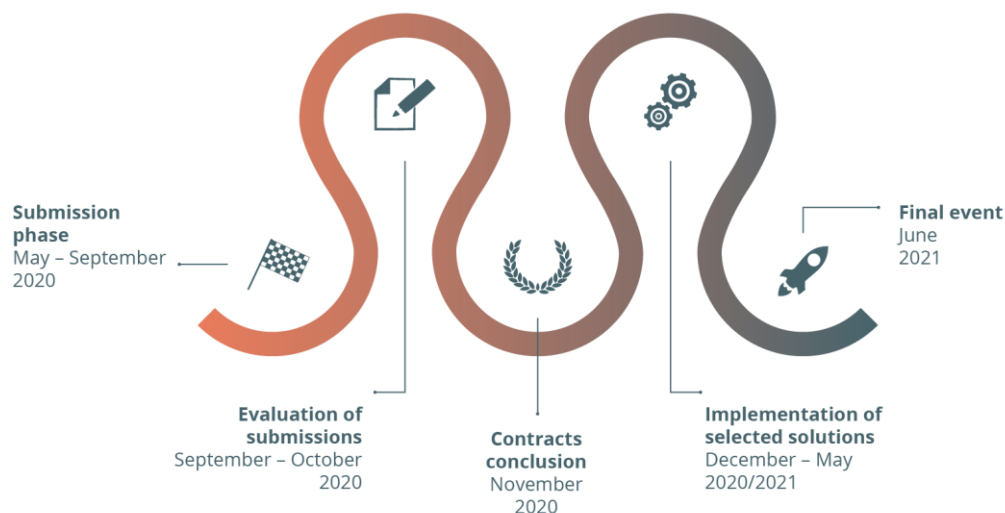 Submission
phase
May – September
2020
Evaluation of
submissions
September – October
2020
Contracts
conclusion
November
2020
Implementation of
selected solutions
December – May
2020/2021
Final event
June
2021